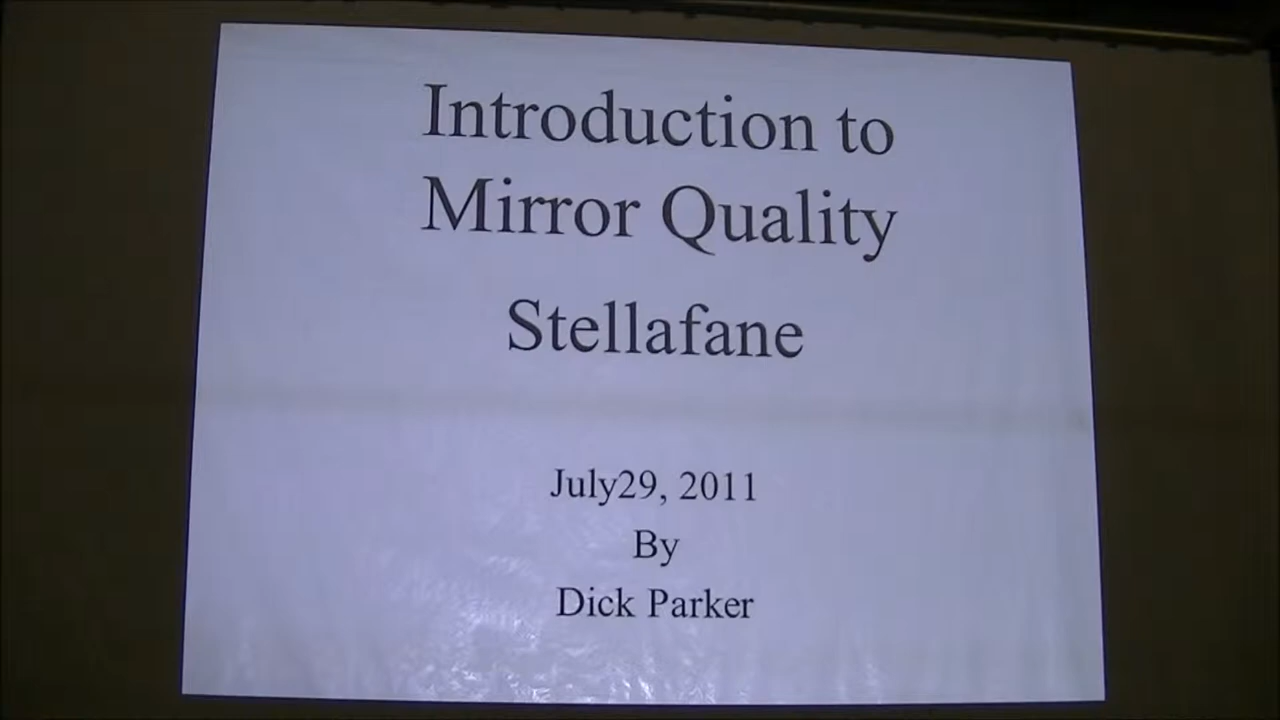 Introduction to
Mirror Quality
Stellafane
July29, 2011
By
Dick Parker